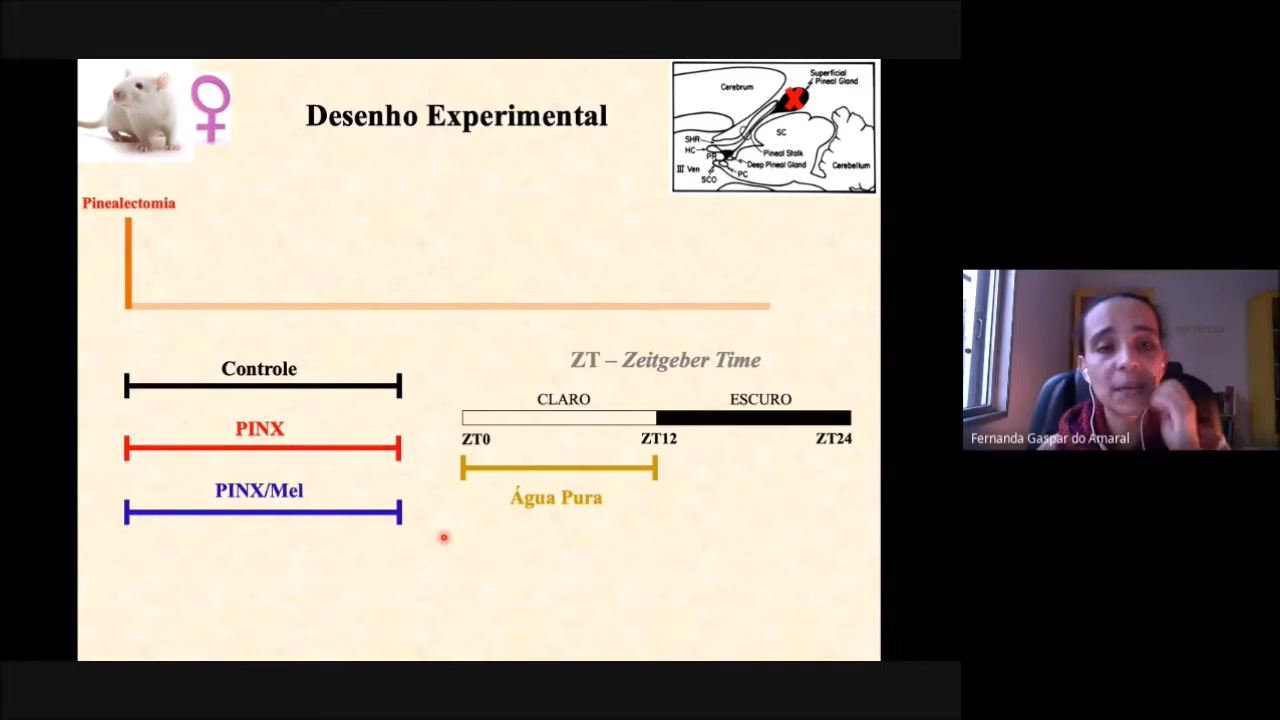 Desenho Experimental
Superficial
Pineal Gland
Cerebrum
SHR
HC
SC
Pineal Stalk
Deep Pineal Gland
III Ven
PC
SCO
Cerebellum
Pinealectomia
Controle
PINX
PINX/Mel
ZT – Zeitgeber Time
CLARO ESCURO
ZT0 ZT12 ZT24
Água Pura
Fernanda Gaspar do Amaral